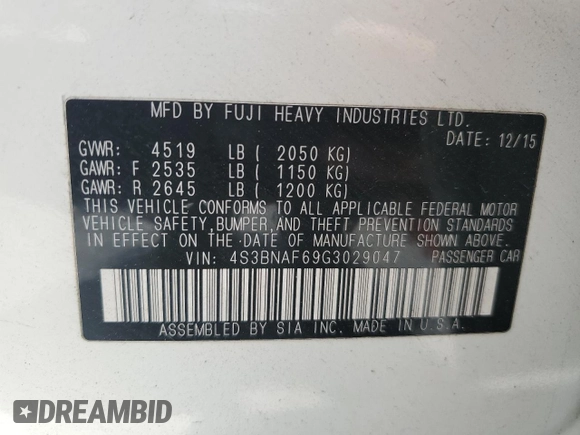 MFD BY FUJI HEAVY INDUSTRIES LTD.
DATE: 12/15
GVWR: 4519 LB ( 2050 KG)
GAWR: F 2535 LB ( 1150 KG)
GAWR: R 2645 LB ( 1200 KG)
THIS VEHICLE CONFORMS TO ALL APPLICABLE FEDERAL MOTOR
VEHICLE SAFETY, BUMPER, AND THEFT PREVENTION STANDARDS
IN EFFECT ON THE DATE OF MANUFACTURE SHOWN ABOVE.
VIN: 4S3BNAF69G3029047 PASSENGER CAR
ASSEMBLED BY SIA INC. MADE IN U.S.A.
DREAMBID